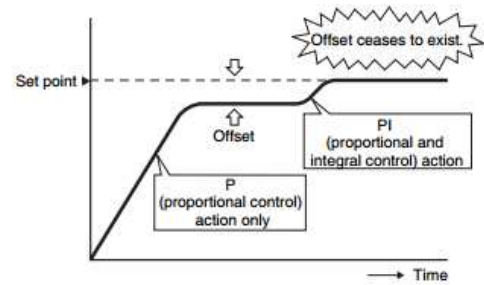 Offset ceases to exist.
Set point
Offset
PI
(proportional and
integral control) action
P
(proportional control)
action only
Time